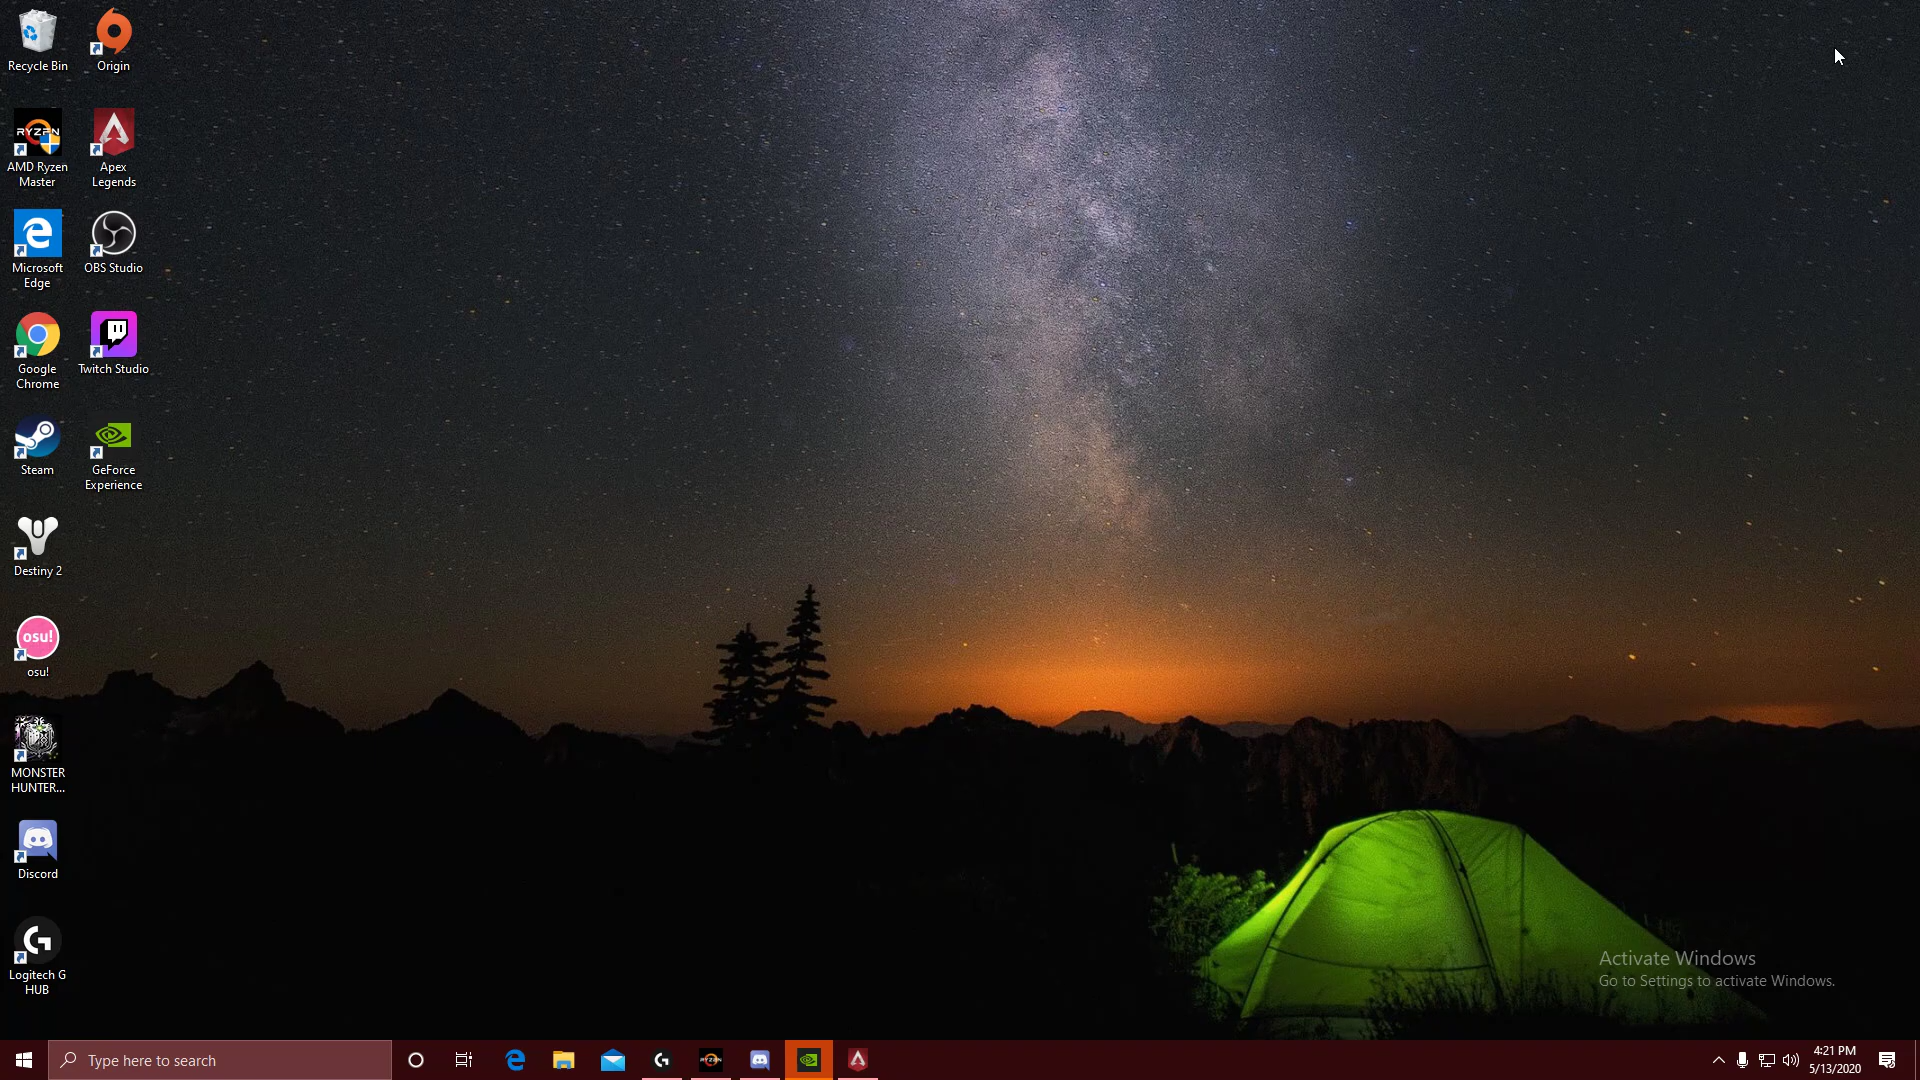 Recycle Bin
Origin
RYZEN
AMD Ryzen
Master
Apex
Legends
Microsoft
Edge
OBS Studio
Google
Chrome
Twitch Studio
Steam
GeForce
Experience
Destiny 2
osu!
osu!
MONSTER
HUNTER...
Discord
Logitech G
HUB
Activate Windows
Go to Settings to activate Windows.
Type here to search
RYZEN
4:21 PM
5/13/2020